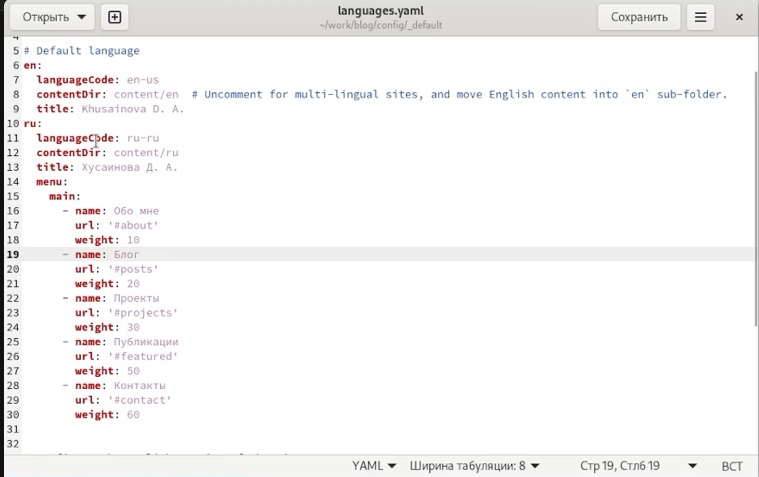 Открыть
languages.yaml
~/work/blog/config/_default
Сохранить
4
5 # Default language
6 en:
7   languageCode: en-us
8   contentDir: content/en  # Uncomment for multi-lingual sites, and move English content into `en` sub-folder.
9   title: Khusainova D. A.
10 ru:
11   languageCode: ru-ru
12   contentDir: content/ru
13   title: Хусаинова Д. А.
14   menu:
15     main:
16       - name: Обо мне
17         url: '#about'
18         weight: 10
19       - name: Блог
20         url: '#posts'
21         weight: 20
22       - name: Проекты
23         url: '#projects'
24         weight: 30
25       - name: Публикации
26         url: '#featured'
27         weight: 50
28       - name: Контакты
29         url: '#contact'
30         weight: 60
31
32
YAML Ширина табуляции: 8 Стр 19, Стлб 19 ВСТ